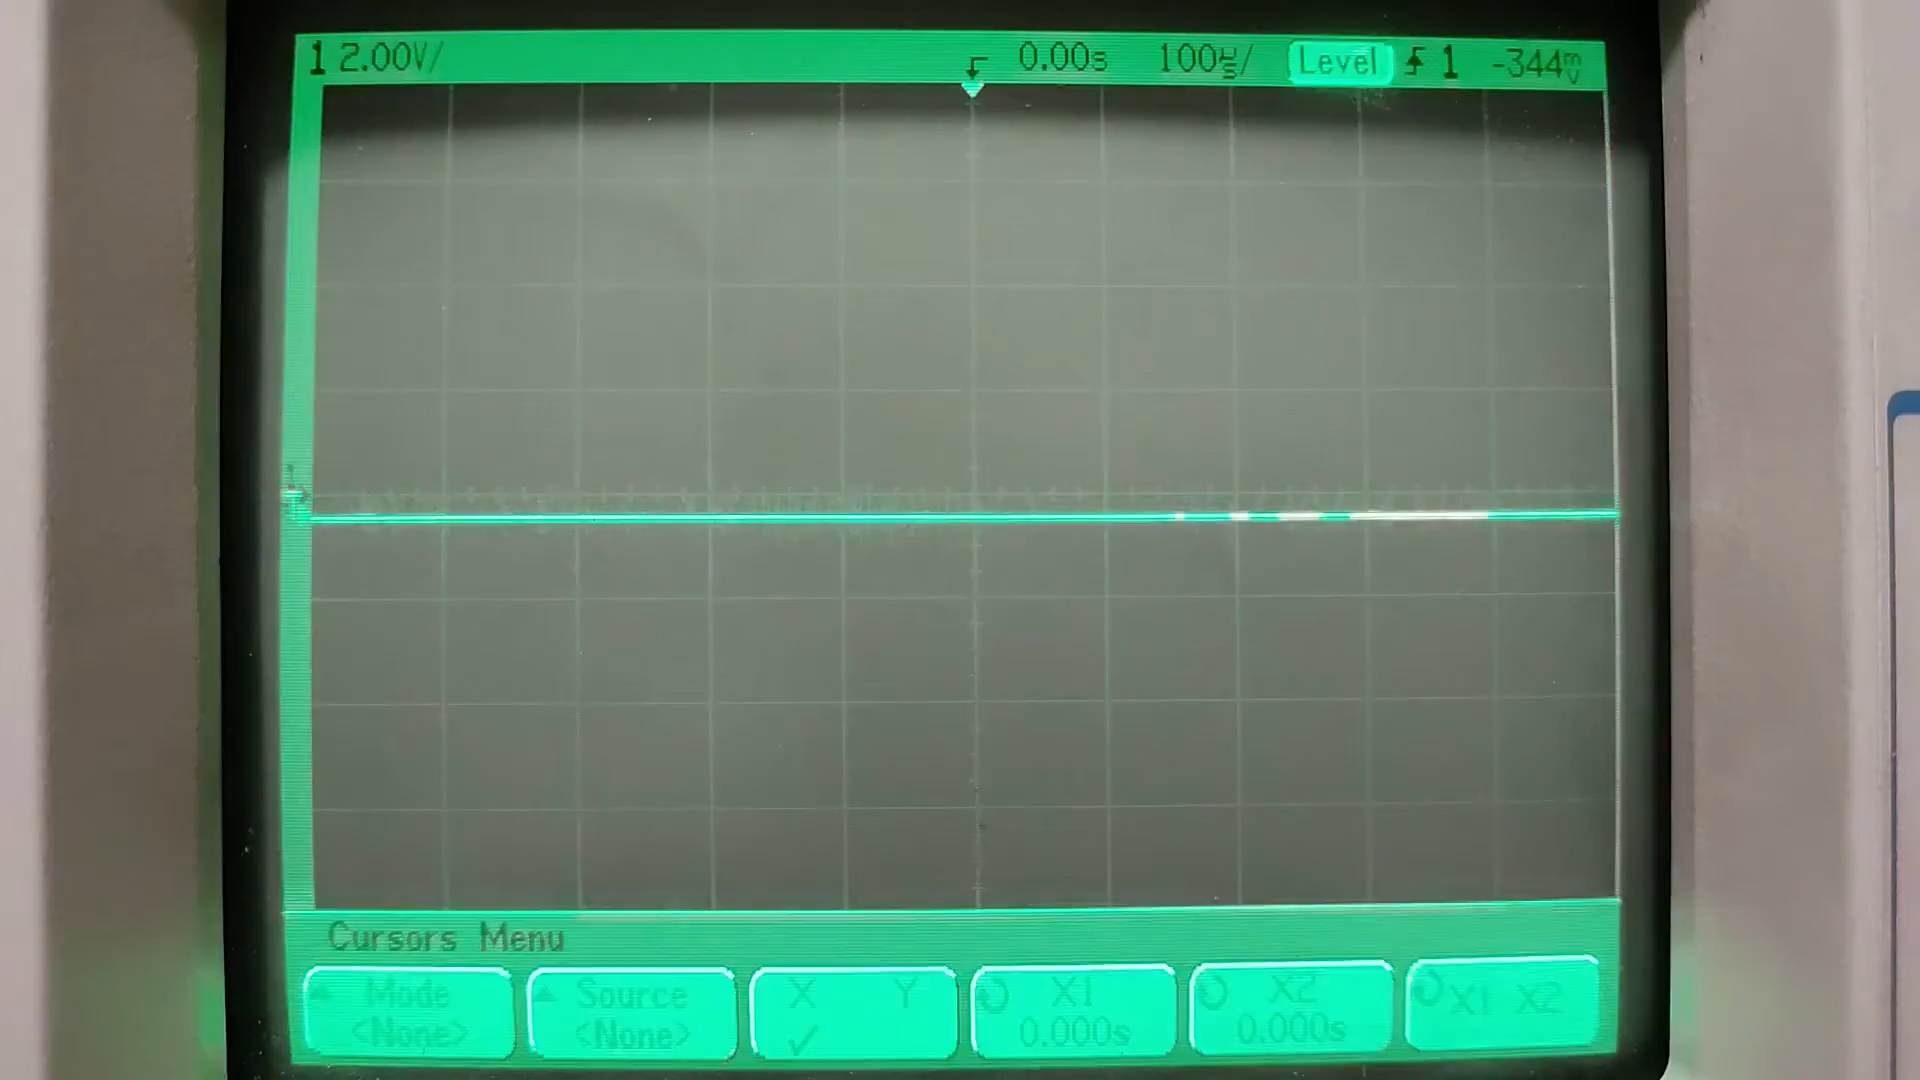 1 2.00V/ 0.00s 100µs/ Level 1 -344mV
1
Cursors Menu
Mode Source X Y X1 X2 X1 X2
<None> <None> ✓ 0.000s 0.000s